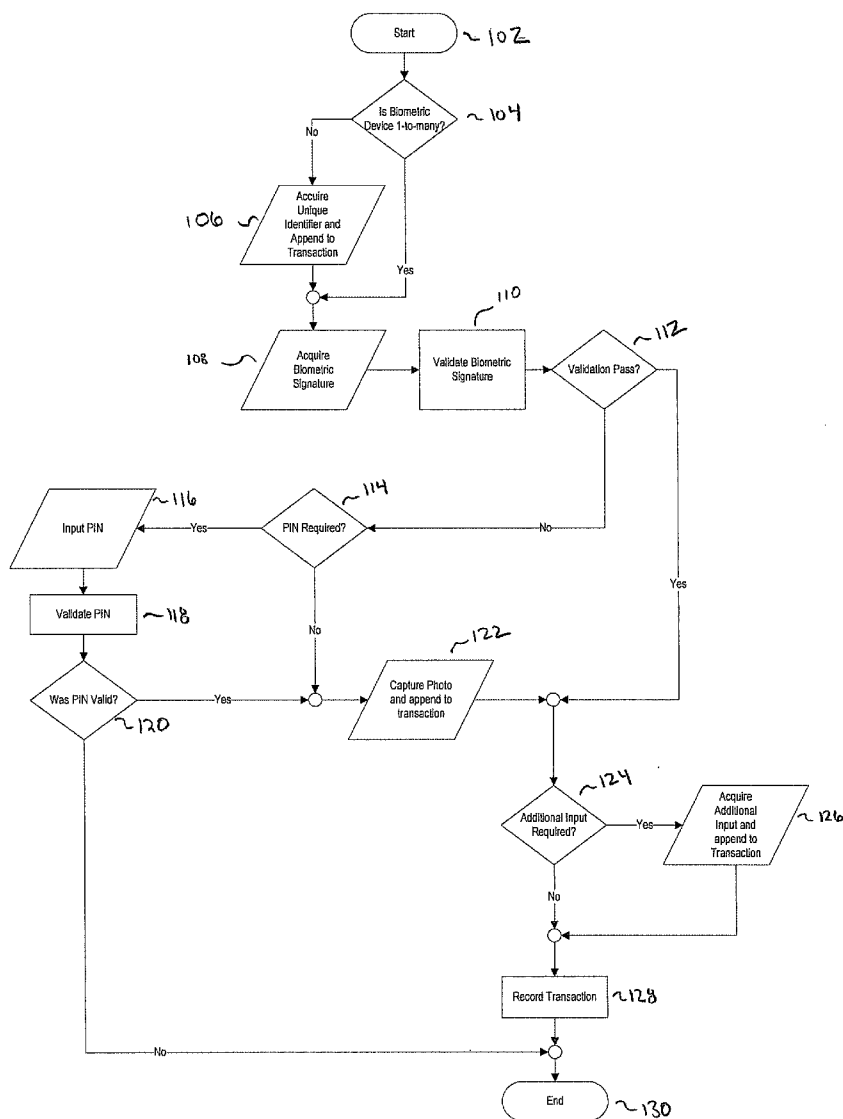 Start
102
Is Biometric
Device 1-to-many?
104
No
Accuire
Unique
Identifier and
Append to
Transaction
106
Yes
110
112
108
Acquire
Biometric
Signature
Validate Biometric
Signature
Validation Pass?
116
114
Input PIN
Yes
PIN Required?
No
Yes
Validate PIN
118
No
122
Was PIN Valid?
120
Yes
Capture Photo
and append to
transaction
124
Additional Input
Required?
Yes
Acquire
Additional
Input and
append to
Transaction
126
No
Record Transaction
128
No
End
130